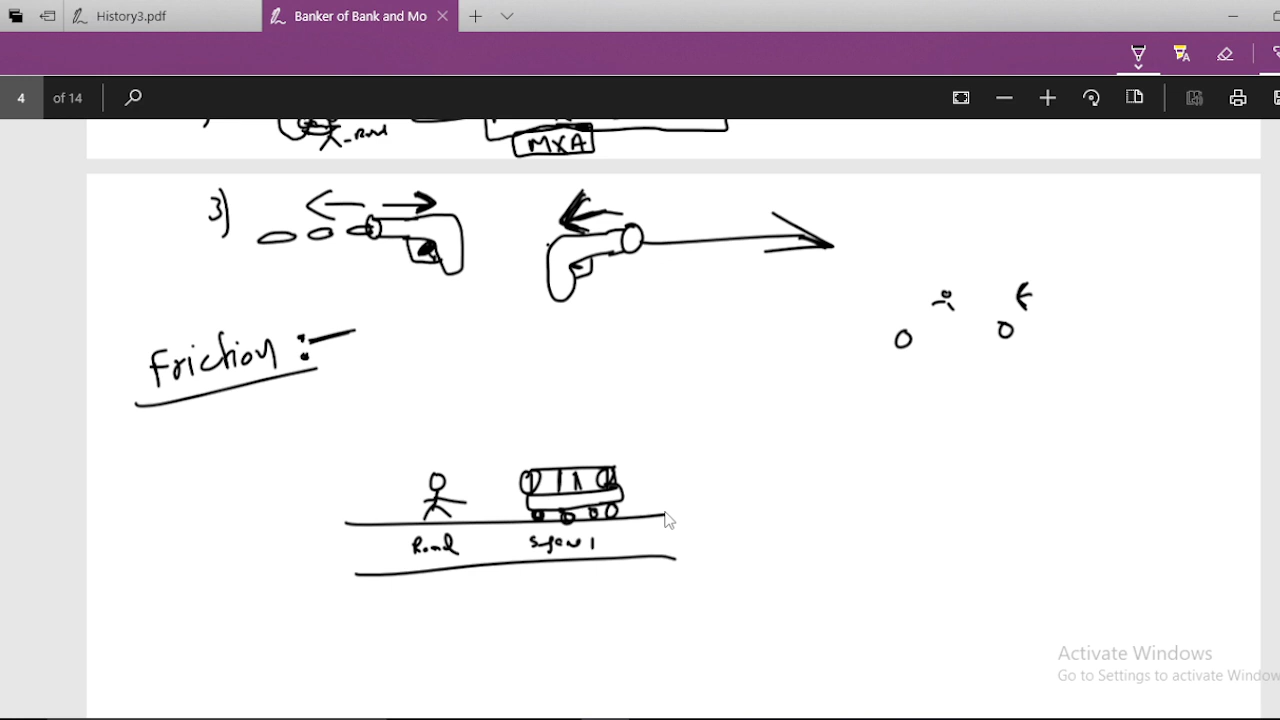 History3.pdf
Banker of Bank and Mo
4 of 14
MXA
3)
Friction :-
Road
Activate Windows
Go to Settings to activate Window